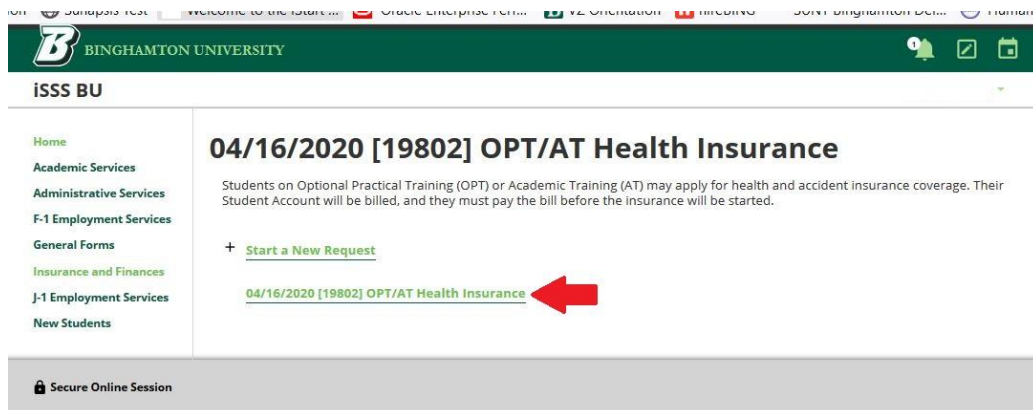 BINGHAMTON UNIVERSITY
1
iSSS BU
Home
Academic Services
Administrative Services
F-1 Employment Services
General Forms
Insurance and Finances
J-1 Employment Services
New Students
04/16/2020 [19802] OPT/AT Health Insurance
Students on Optional Practical Training (OPT) or Academic Training (AT) may apply for health and accident insurance coverage. Their
Student Account will be billed, and they must pay the bill before the insurance will be started.
+ Start a New Request
04/16/2020 [19802] OPT/AT Health Insurance
Secure Online Session